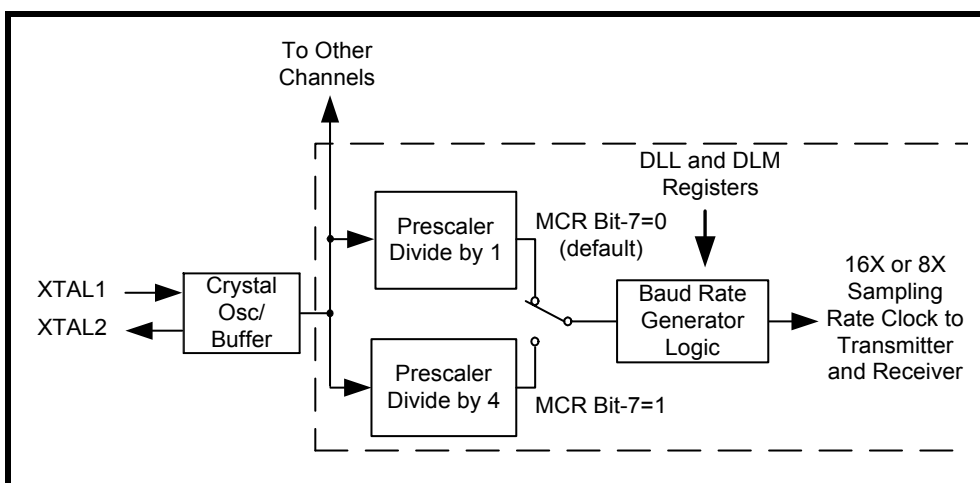 To Other
Channels
DLL and DLM
Registers
Prescaler
Divide by 1
MCR Bit-7=0
(default)
XTAL1
XTAL2
Crystal
Osc/
Buffer
Baud Rate
Generator
Logic
16X or 8X
Sampling
Rate Clock to
Transmitter
and Receiver
Prescaler
Divide by 4
MCR Bit-7=1